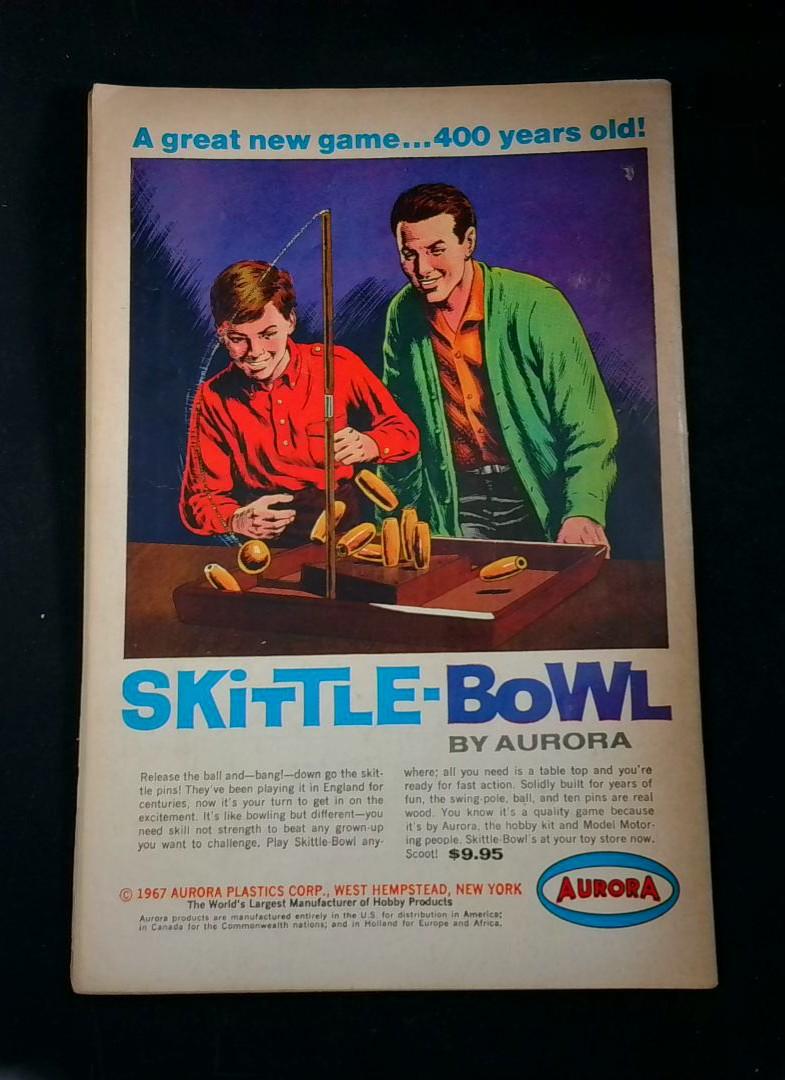 A great new game...400 years old!
SKiTTLE-BoWL
BY AURORA
Release the ball and—bang!—down go the skit-
tle pins! They've been playing it in England for
centuries, now it's your turn to get in on the
excitement. It's like bowling but different—you
need skill not strength to beat any grown-up
you want to challenge. Play Skittle-Bowl any-
where; all you need is a table top and you're
ready for fast action. Solidly built for years of
fun, the swing-pole, ball, and ten pins are real
wood. You know it's a quality game because
it's by Aurora, the hobby kit and Model Motor-
ing people. Skittle-Bowl's at your toy store now.
Scoot! $9.95
© 1967 AURORA PLASTICS CORP., WEST HEMPSTEAD, NEW YORK
The World's Largest Manufacturer of Hobby Products
Aurora products are manufactured entirely in the U.S. for distribution in America;
in Canada for the Commonwealth nations; and in Holland for Europe and Africa.
AURORA